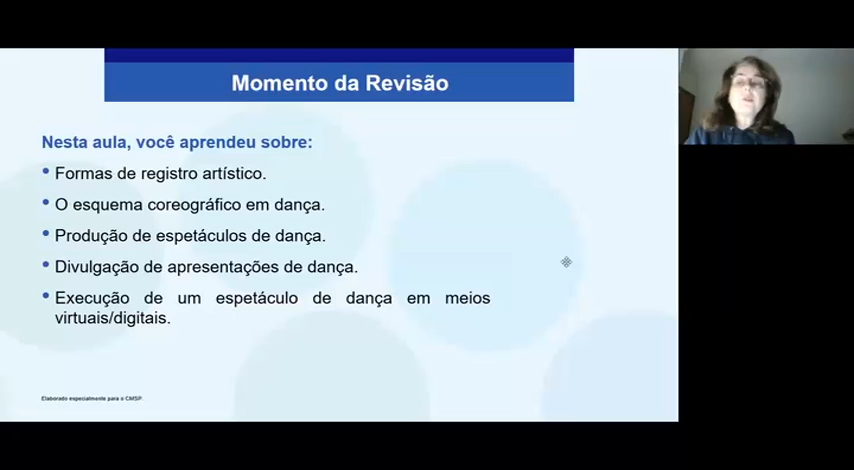 Momento da Revisão
Nesta aula, você aprendeu sobre:
• Formas de registro artístico.
• O esquema coreográfico em dança.
• Produção de espetáculos de dança.
• Divulgação de apresentações de dança.
• Execução de um espetáculo de dança em meios
virtuais/digitais.
Elaborado especialmente para o CMSP.